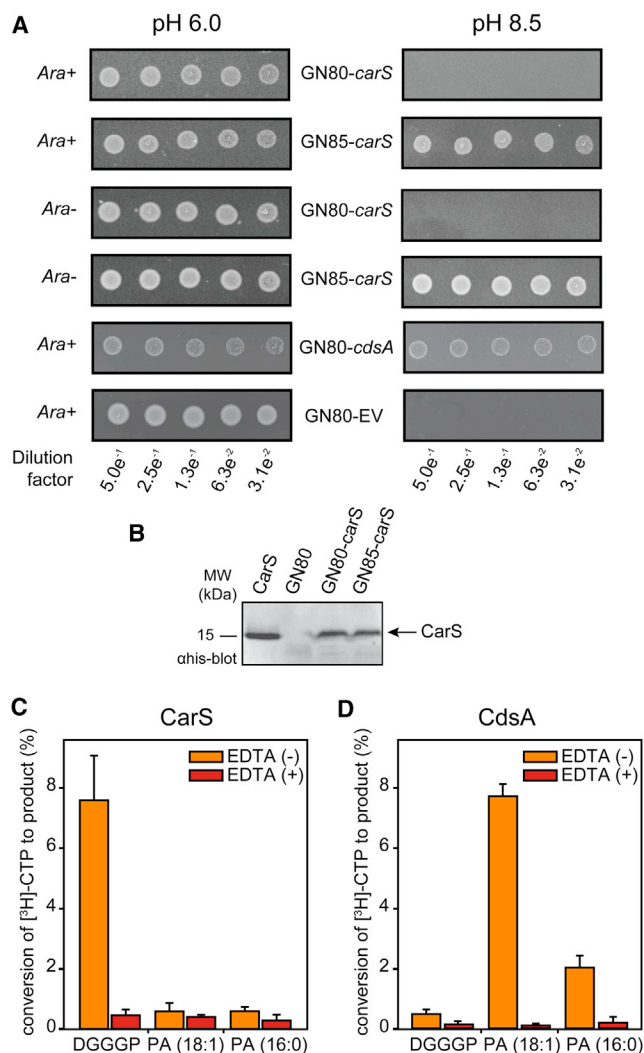 A
pH 6.0
pH 8.5
Ara+ GN80-carS
Ara+ GN85-carS
Ara- GN80-carS
Ara- GN85-carS
Ara+ GN80-cdsA
Ara+ GN80-EV
Dilution factor 5.0e-1 2.5e-1 1.3e-1 6.3e-2 3.1e-2 5.0e-1 2.5e-1 1.3e-1 6.3e-2 3.1e-2
B
MW (kDa) CarS GN80 GN80-carS GN85-carS
15
CarS
αhis-blot
C
CarS
conversion of [³H]-CTP to product (%)
EDTA (-)
EDTA (+)
8
6
4
2
0
DGGGP PA (18:1) PA (16:0)
D
CdsA
conversion of [³H]-CTP to product (%)
EDTA (-)
EDTA (+)
8
6
4
2
0
DGGGP PA (18:1) PA (16:0)